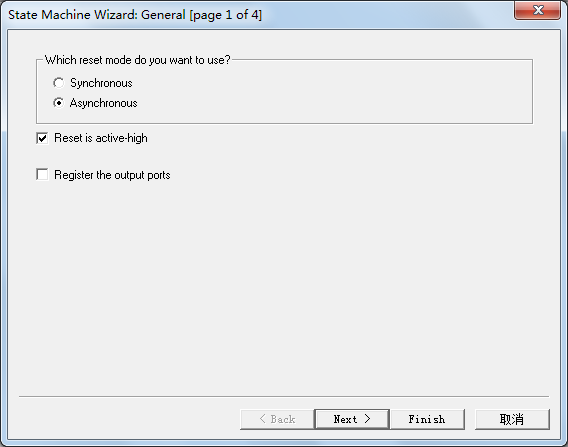 State Machine Wizard: General [page 1 of 4]
Which reset mode do you want to use?
Synchronous
Asynchronous
Reset is active-high
Register the output ports
< Back Next > Finish 取消